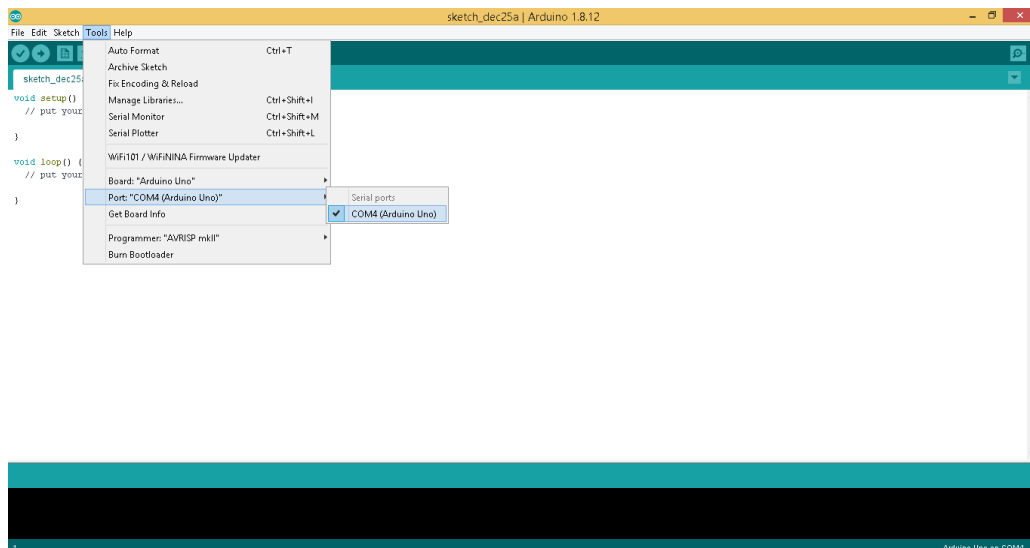 sketch_dec25a | Arduino 1.8.12
File Edit Sketch Tools Help
sketch_dec25a
Auto Format Ctrl+T
Archive Sketch
Fix Encoding & Reload
Manage Libraries... Ctrl+Shift+I
Serial Monitor Ctrl+Shift+M
Serial Plotter Ctrl+Shift+L
WiFi101 / WiFiNINA Firmware Updater
Board: "Arduino Uno"
Port: "COM4 (Arduino Uno)"
Get Board Info
Programmer: "AVRISP mkII"
Burn Bootloader
Serial ports
COM4 (Arduino Uno)
void setup()
// put your
}
void loop() {
// put your
}
Arduino Uno on COM4